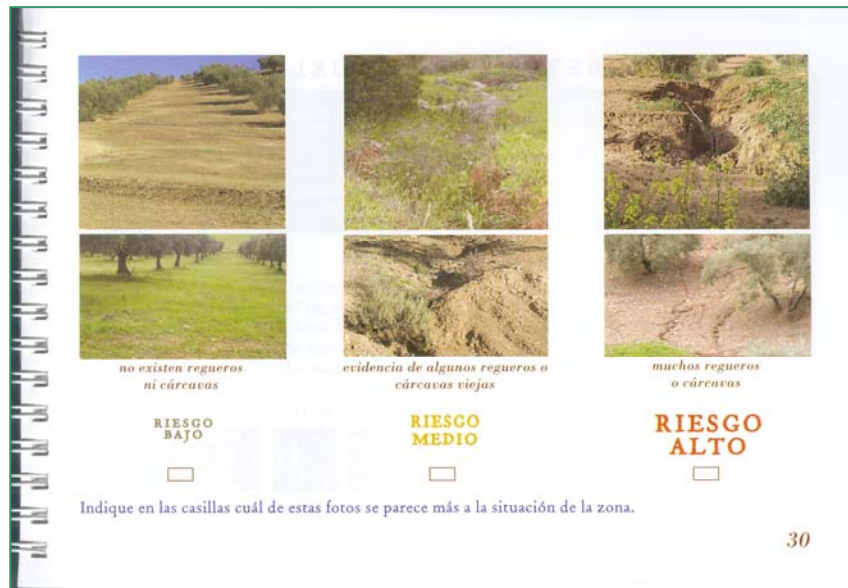 no existen regueros
ni cárcavas
evidencia de algunos regueros o
cárcavas viejas
muchos regueros
o cárcavas
RIESGO
BAJO
RIESGO
MEDIO
RIESGO
ALTO
Indique en las casillas cuál de estas fotos se parece más a la situación de la zona.
30